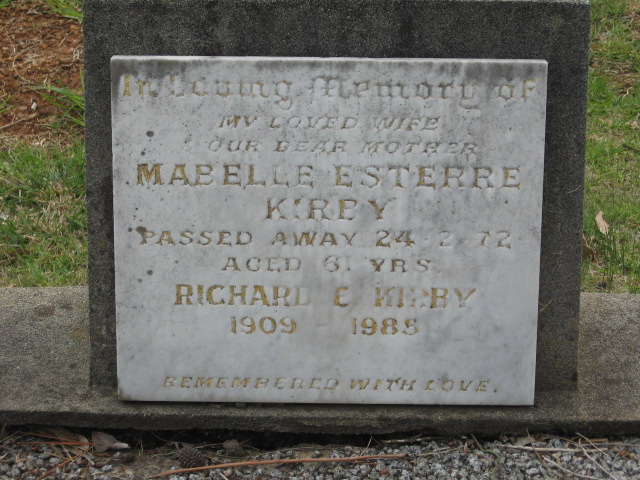 In Loving Memory of
MY LOVED WIFE
OUR DEAR MOTHER
MABELLE ESTERRE
KIRBY
PASSED AWAY 24-2-72
AGED 61 YRS
RICHARD E KIRBY
1909 - 1985
REMEMBERED WITH LOVE.